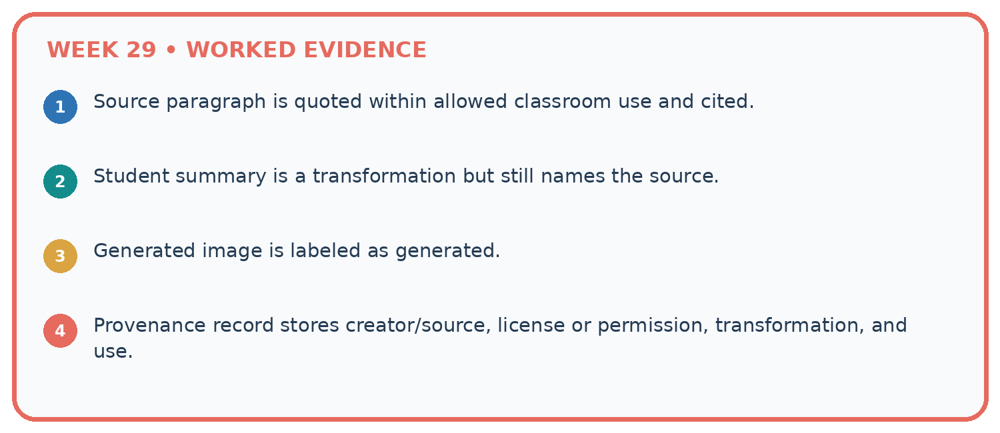 WEEK 29 • WORKED EVIDENCE
1 Source paragraph is quoted within allowed classroom use and cited.
2 Student summary is a transformation but still names the source.
3 Generated image is labeled as generated.
4 Provenance record stores creator/source, license or permission, transformation, and
use.